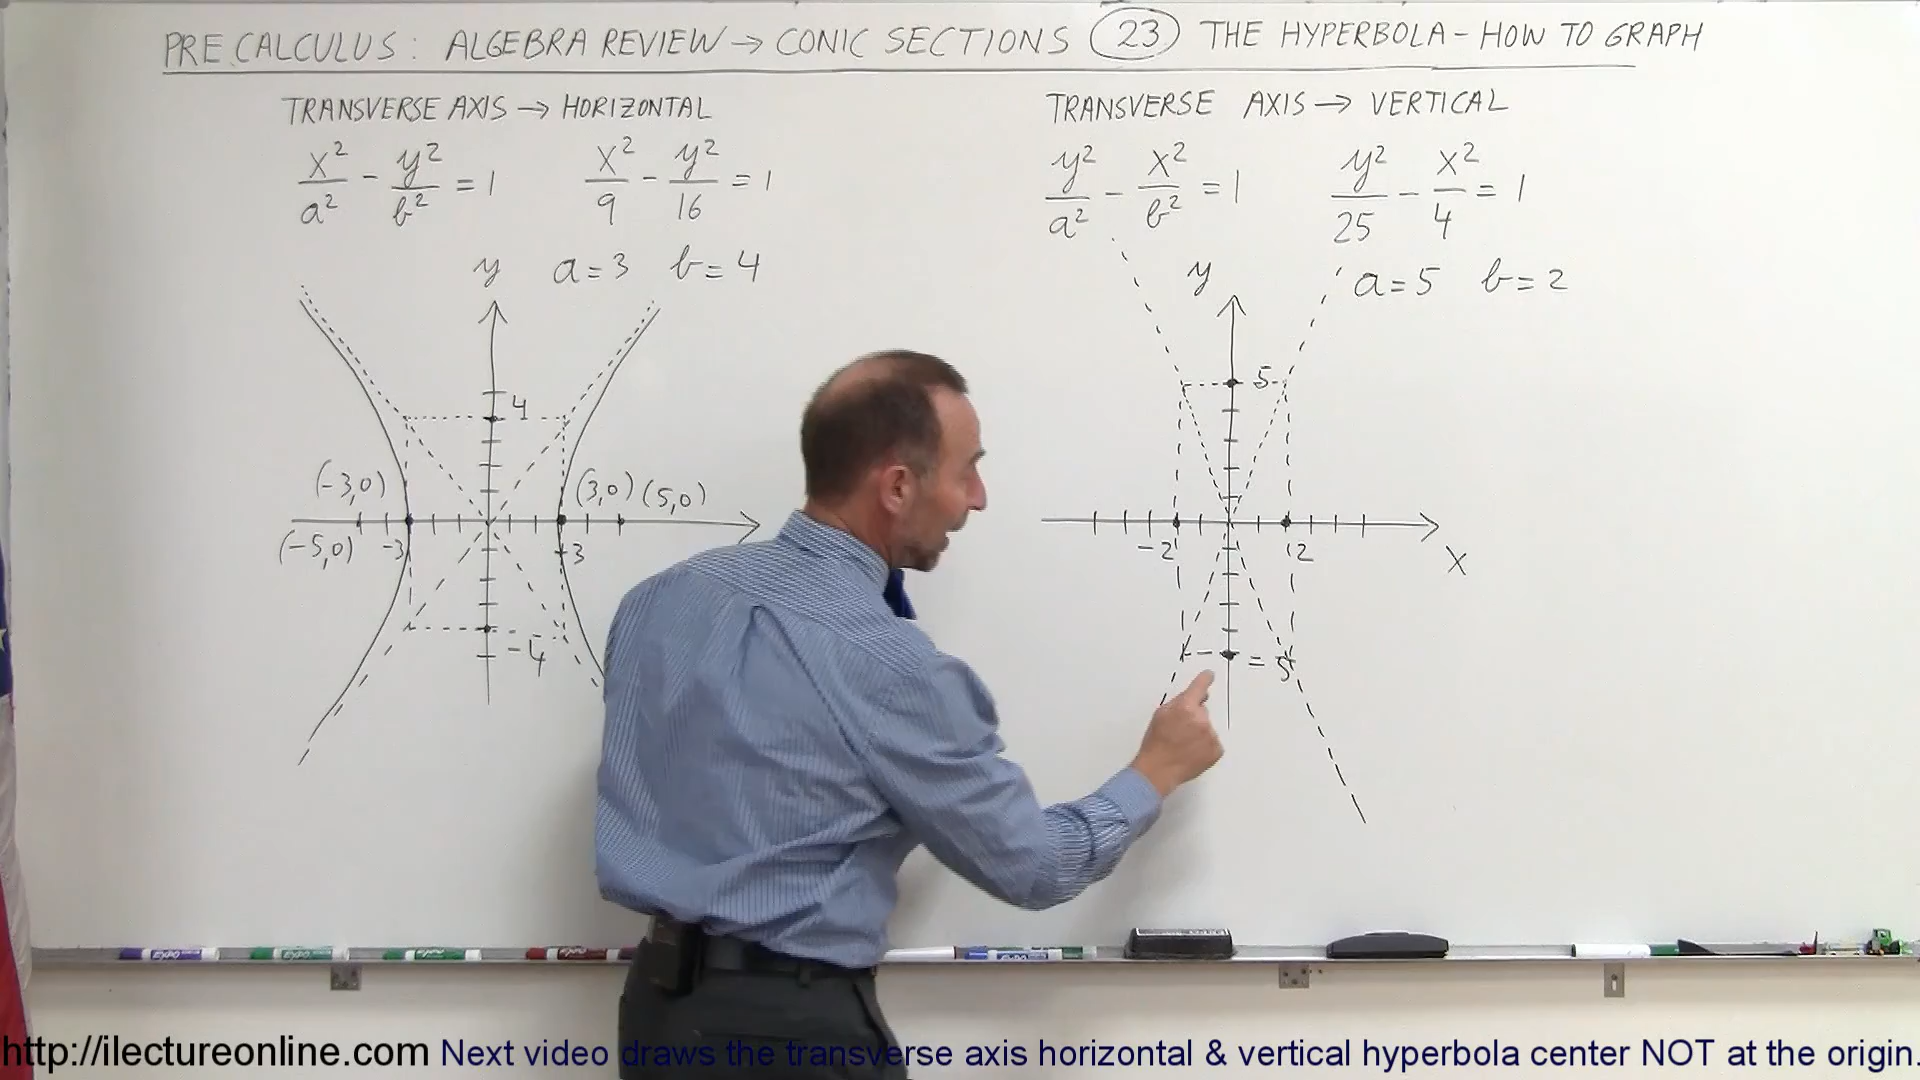 PRE CALCULUS: ALGEBRA REVIEW → CONIC SECTIONS 23 THE HYPERBOLA - HOW TO GRAPH
TRANSVERSE AXIS → HORIZONTAL
x²/a² - y²/b² = 1 x²/9 - y²/16 = 1
y a = 3 b = 4
4
(-3,0) (3,0) (5,0)
(-5,0) -3 +3
-4
TRANSVERSE AXIS → VERTICAL
y²/a² - x²/b² = 1 y²/25 - x²/4 = 1
y a = 5 b = 2
5
-2 2 X
-5
http://ilectureonline.com Next video draws the transverse axis horizontal & vertical hyperbola center NOT at the origin.